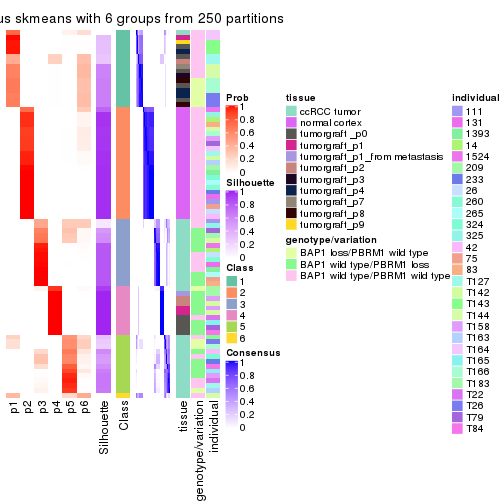 us skmeans with 6 groups from 250 partitions
Prob
1
0.8
0.6
0.4
0.2
0
Silhouette
1
0.8
0.6
0.4
0.2
0
Class
1
2
3
4
5
6
Consensus
1
0.8
0.6
0.4
0.2
0
tissue
ccRCC tumor
normal cortex
tumorgraft_p0
tumorgraft_p1
tumorgraft_p1_from metastasis
tumorgraft_p2
tumorgraft_p3
tumorgraft_p4
tumorgraft_p7
tumorgraft_p8
tumorgraft_p9
genotype/variation
BAP1 loss/PBRM1 wild type
BAP1 wild type/PBRM1 loss
BAP1 wild type/PBRM1 wild type
individual
111
131
1393
14
1524
209
233
26
260
265
324
325
42
75
83
T127
T142
T143
T144
T158
T163
T164
T165
T166
T183
T22
T26
T79
T84
p1
p2
p3
p4
p5
p6
Silhouette
Class
tissue
genotype/variation
individual